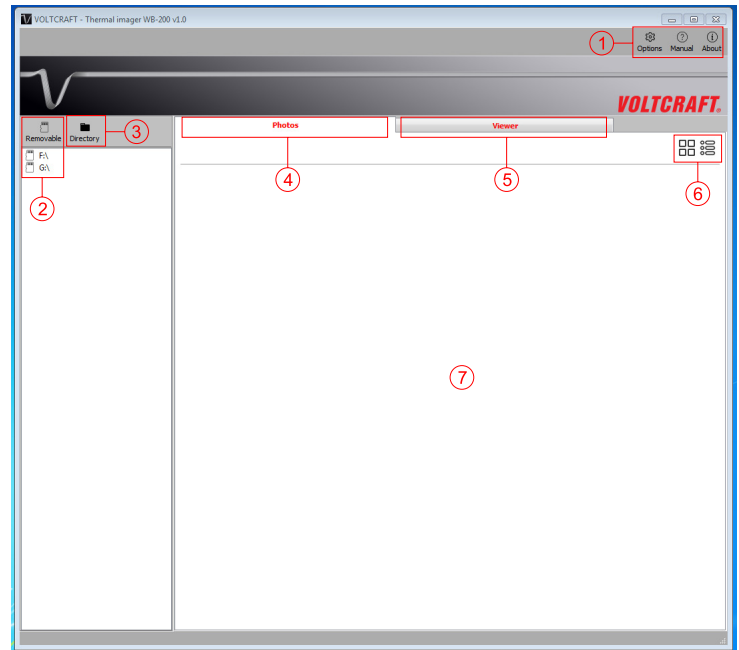 VOLTCRAFT - Thermal imager WB-200 v1.0
1
Options Manual About
VOLTCRAFT®
Removable Directory
3
Photos Viewer
F:\
G:\
2
4
5
6
7